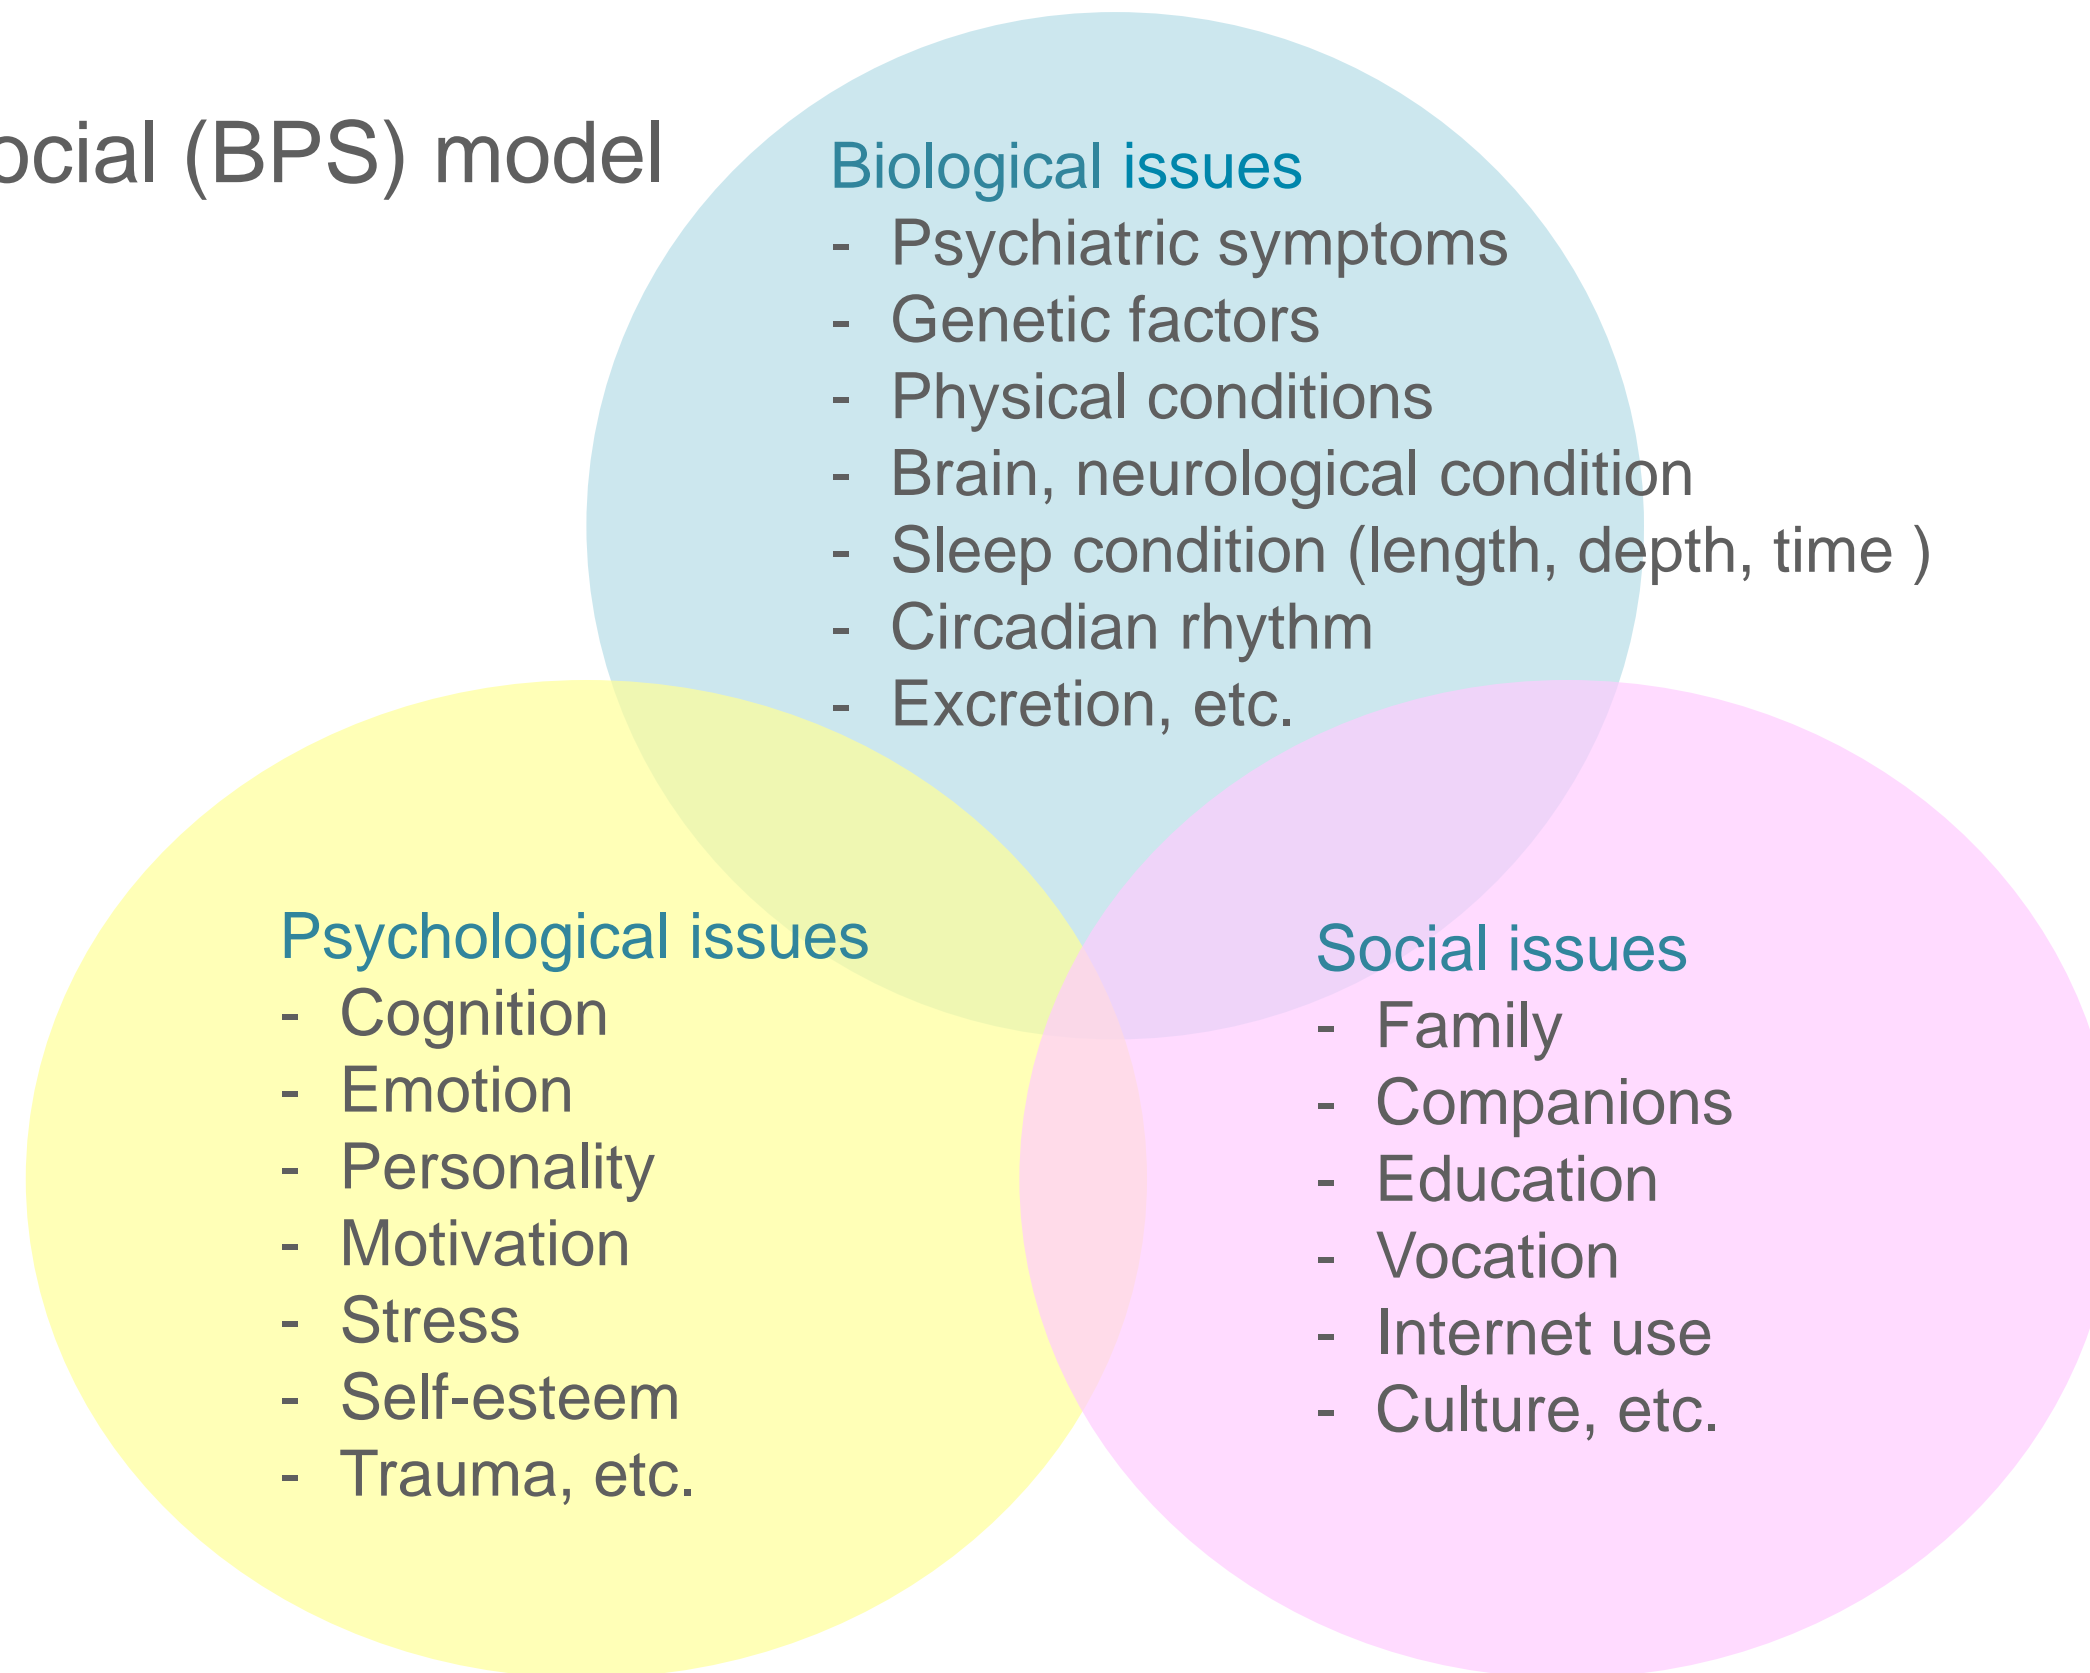 ocial (BPS) model
Biological issues
- Psychiatric symptoms
- Genetic factors
- Physical conditions
- Brain, neurological condition
- Sleep condition (length, depth, time )
- Circadian rhythm
- Excretion, etc.
Psychological issues
- Cognition
- Emotion
- Personality
- Motivation
- Stress
- Self-esteem
- Trauma, etc.
Social issues
- Family
- Companions
- Education
- Vocation
- Internet use
- Culture, etc.